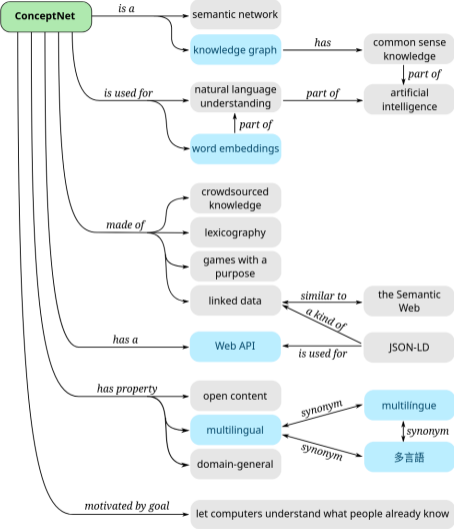 ConceptNet
is a
semantic network
knowledge graph
has
common sense
knowledge
part of
is used for
natural language
understanding
part of
artificial
intelligence
part of
word embeddings
made of
crowdsourced
knowledge
lexicography
games with a
purpose
linked data
similar to
the Semantic
Web
a kind of
has a
Web API
is used for
JSON-LD
has property
open content
multilingual
domain-general
synonym
multilingue
synonym
synonym
多言語
motivated by goal
let computers understand what people already know